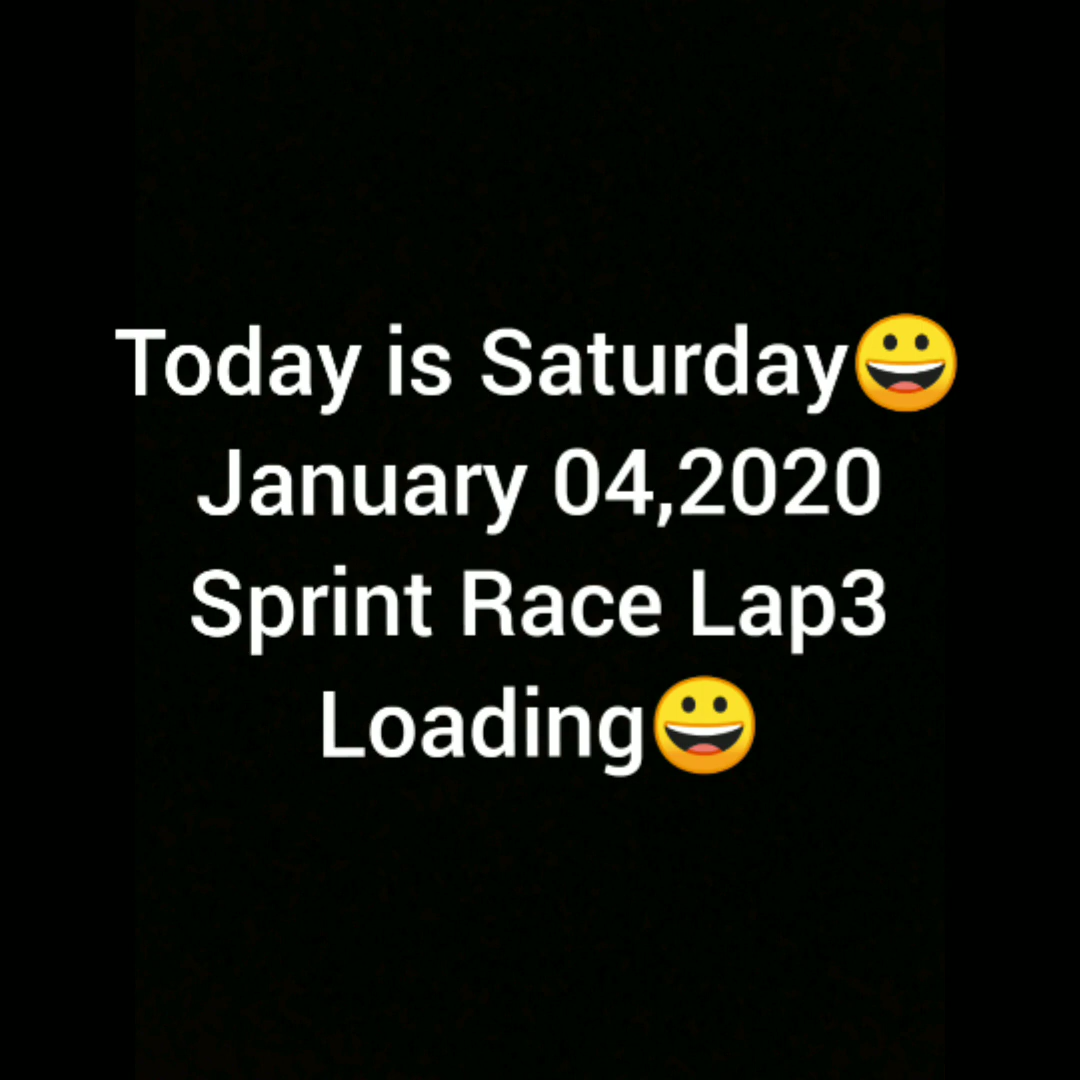 Today is Saturday😀
January 04,2020
Sprint Race Lap3
Loading😀